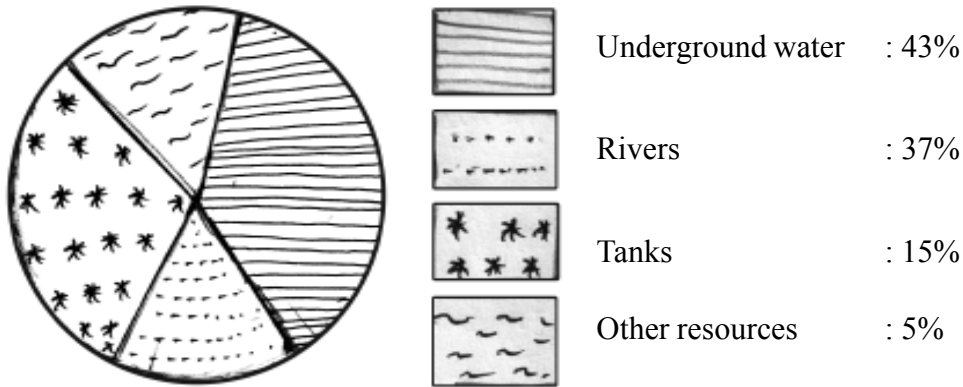 Underground water : 43%
Rivers : 37%
Tanks : 15%
Other resources : 5%